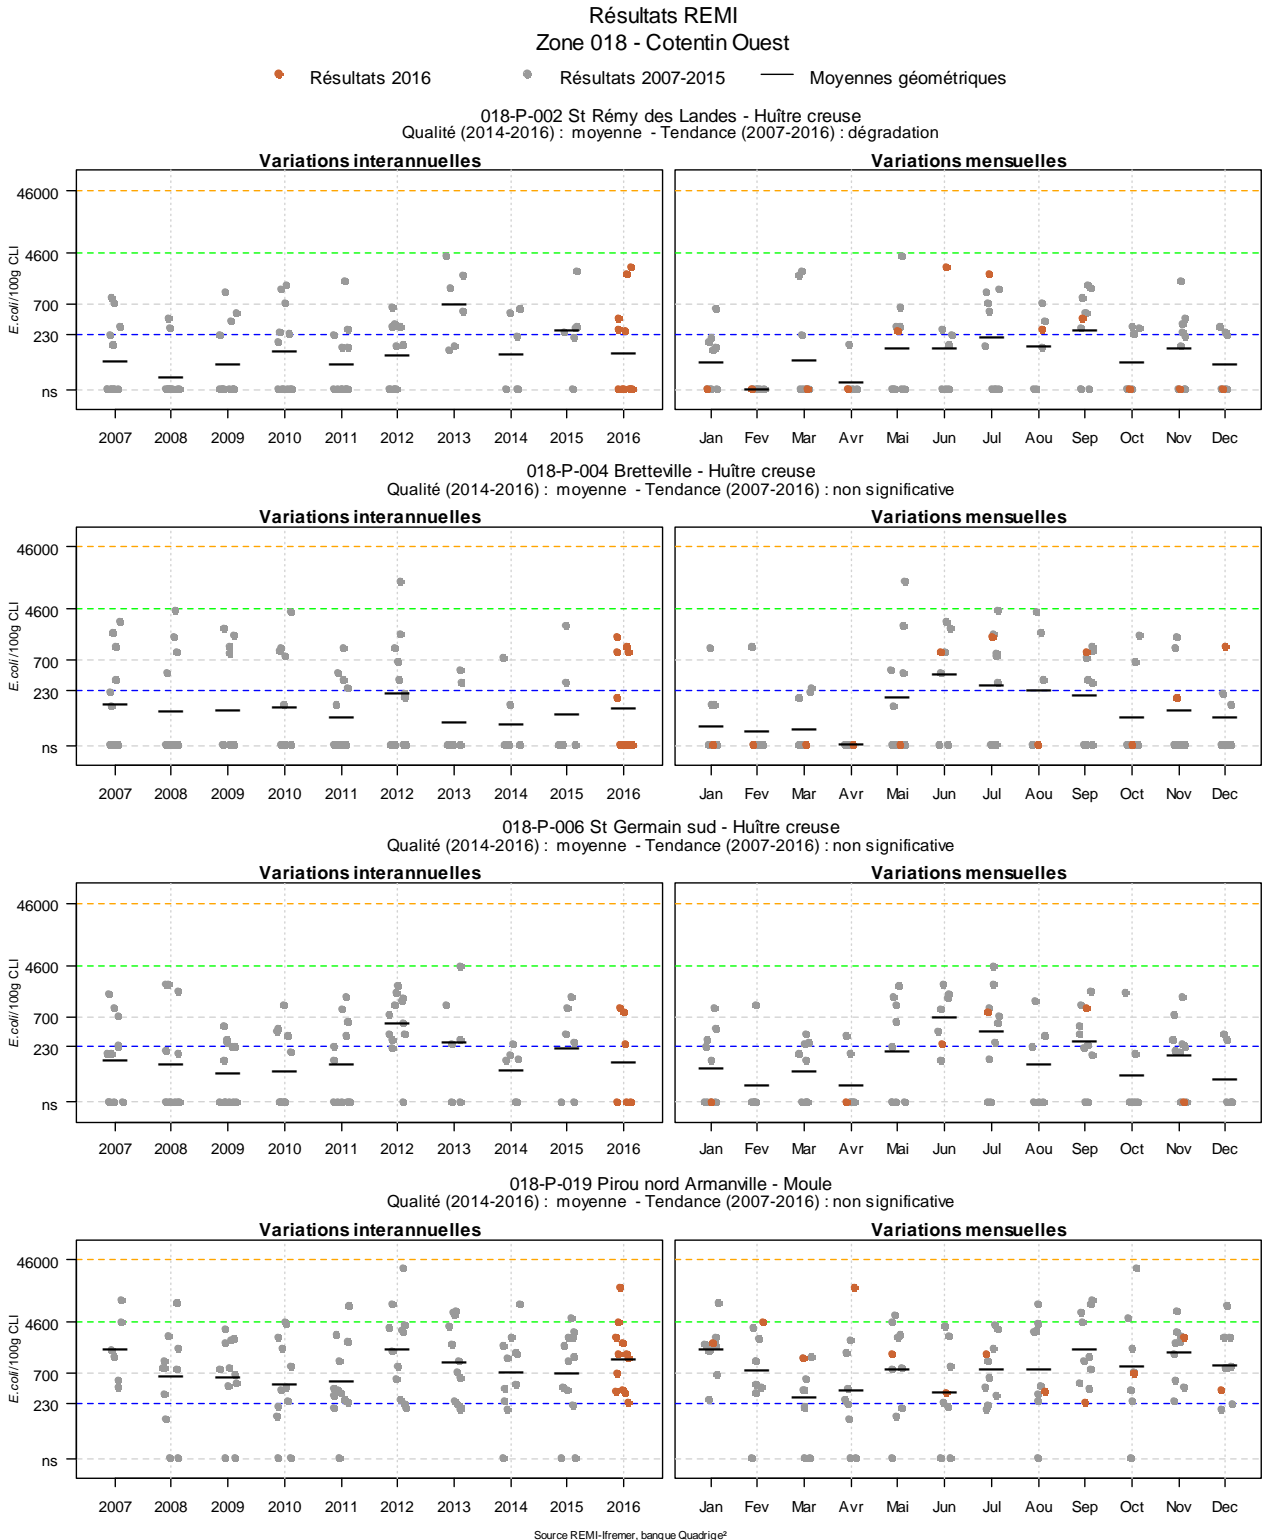 Résultats REMI
Zone 018 - Cotentin Ouest
Résultats 2016 Résultats 2007-2015 Moyennes géométriques
018-P-002 St Rémy des Landes - Huître creuse
Qualité (2014-2016) : moyenne - Tendance (2007-2016) : dégradation
Variations interannuelles Variations mensuelles
E.coli/100g CLI
46000
4600
700
230
ns
2007 2008 2009 2010 2011 2012 2013 2014 2015 2016 Jan Fev Mar Avr Mai Jun Jul Aou Sep Oct Nov Dec
018-P-004 Bretteville - Huître creuse
Qualité (2014-2016) : moyenne - Tendance (2007-2016) : non significative
Variations interannuelles Variations mensuelles
E.coli/100g CLI
46000
4600
700
230
ns
2007 2008 2009 2010 2011 2012 2013 2014 2015 2016 Jan Fev Mar Avr Mai Jun Jul Aou Sep Oct Nov Dec
018-P-006 St Germain sud - Huître creuse
Qualité (2014-2016) : moyenne - Tendance (2007-2016) : non significative
Variations interannuelles Variations mensuelles
E.coli/100g CLI
46000
4600
700
230
ns
2007 2008 2009 2010 2011 2012 2013 2014 2015 2016 Jan Fev Mar Avr Mai Jun Jul Aou Sep Oct Nov Dec
018-P-019 Pirou nord Armanville - Moule
Qualité (2014-2016) : moyenne - Tendance (2007-2016) : non significative
Variations interannuelles Variations mensuelles
E.coli/100g CLI
46000
4600
700
230
ns
2007 2008 2009 2010 2011 2012 2013 2014 2015 2016 Jan Fev Mar Avr Mai Jun Jul Aou Sep Oct Nov Dec
Source REMI-Ifremer, banque Quadrige²